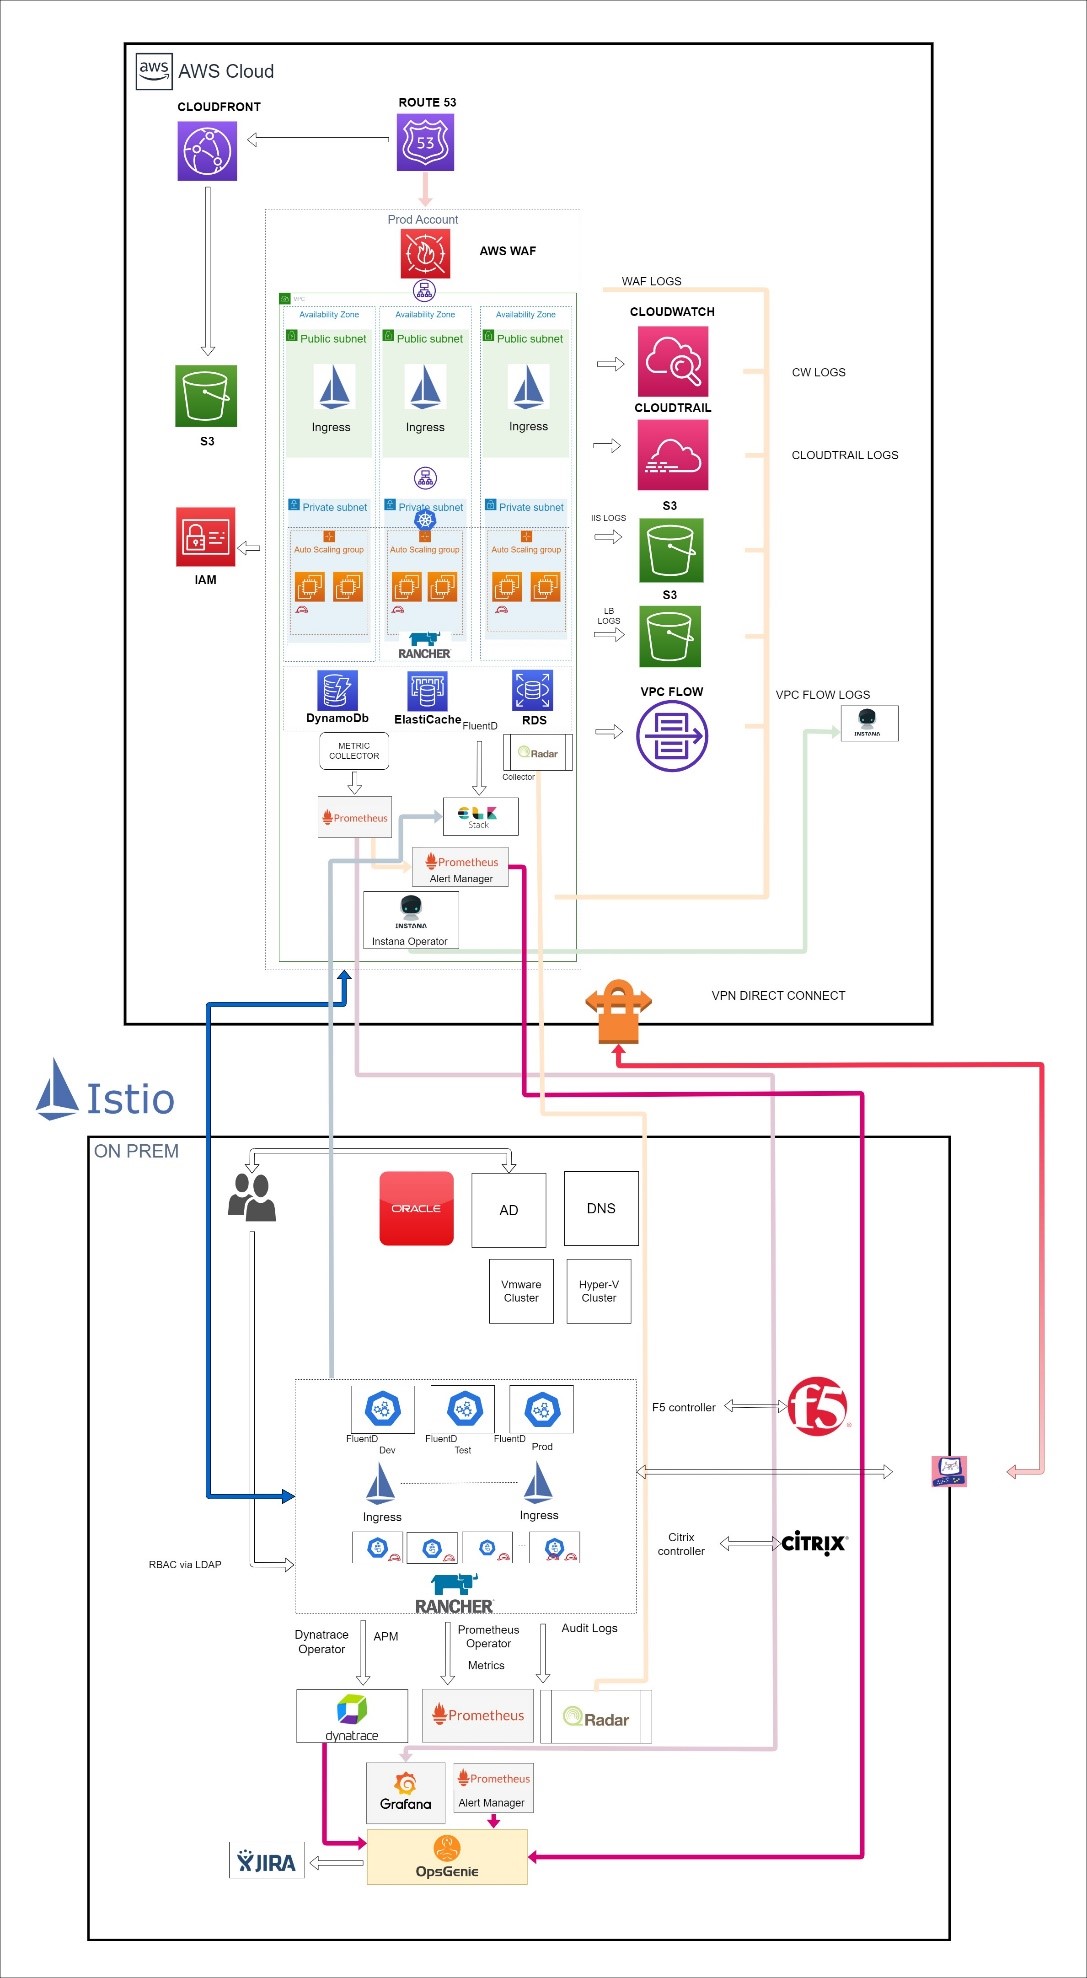 aws
AWS Cloud
CLOUDFRONT
ROUTE 53
53
Prod Account
AWS WAF
WAF LOGS
VPC
Availability Zone
Availability Zone
Availability Zone
CLOUDWATCH
Public subnet
Public subnet
Public subnet
CW LOGS
CLOUDTRAIL
Ingress
Ingress
Ingress
S3
CLOUDTRAIL LOGS
Private subnet
Private subnet
Private subnet
S3
IIS LOGS
Auto Scaling group
Auto Scaling group
Auto Scaling group
IAM
S3
LB
LOGS
RANCHER
VPC FLOW
VPC FLOW LOGS
DynamoDb
ElastiCache
RDS
FluentD
INSTANA
METRIC
COLLECTOR
QRadar
Collector
Prometheus
Stack
Prometheus
Alert Manager
INSTANA
Instana Operator
VPN DIRECT CONNECT
Istio
ON PREM
ORACLE
AD
DNS
Vmware
Cluster
Hyper-V
Cluster
F5 controller
f5
FluentD
Dev
FluentD
Test
FluentD
Prod
Ingress
Ingress
Citrix
controller
CITRIX
RBAC via LDAP
RANCHER
Dynatrace
Operator
APM
Prometheus
Operator
Metrics
Audit Logs
dynatrace
Prometheus
QRadar
Grafana
Prometheus
Alert Manager
JIRA
OpsGenie